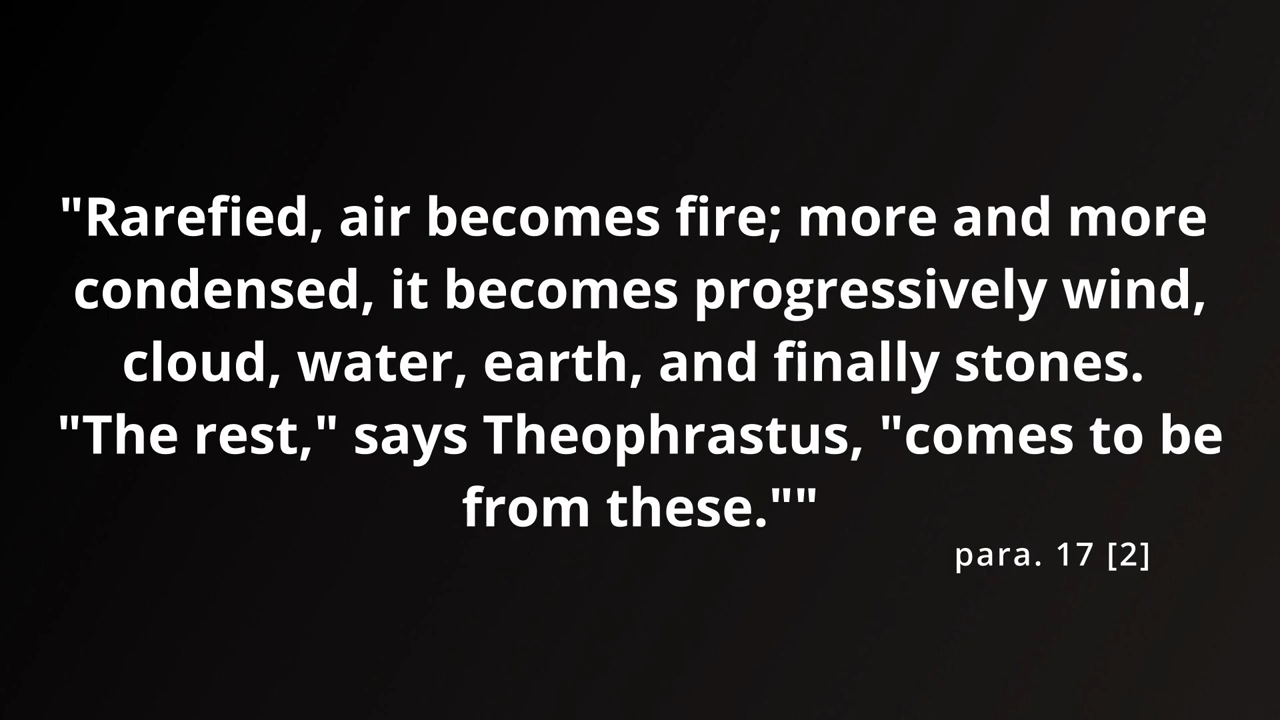 "Rarefied, air becomes fire; more and more
condensed, it becomes progressively wind,
cloud, water, earth, and finally stones.
"The rest," says Theophrastus, "comes to be
from these.""
para. 17 [2]